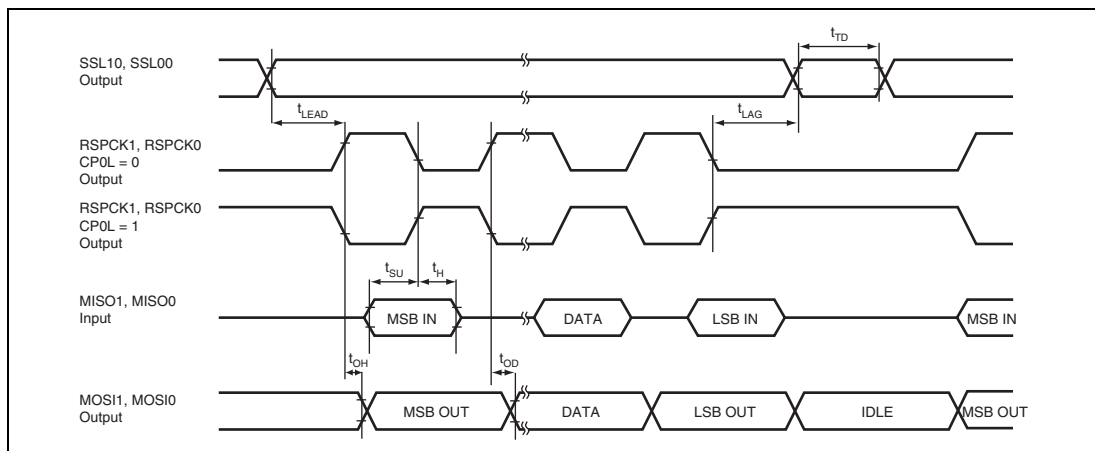 SSL10, SSL00
Output
tTD
tLEAD
tLAG
RSPCK1, RSPCK0
CP0L = 0
Output
RSPCK1, RSPCK0
CP0L = 1
Output
tSU
tH
MISO1, MISO0
Input
MSB IN
DATA
LSB IN
MSB IN
tOH
tOD
MOSI1, MOSI0
Output
MSB OUT
DATA
LSB OUT
IDLE
MSB OUT